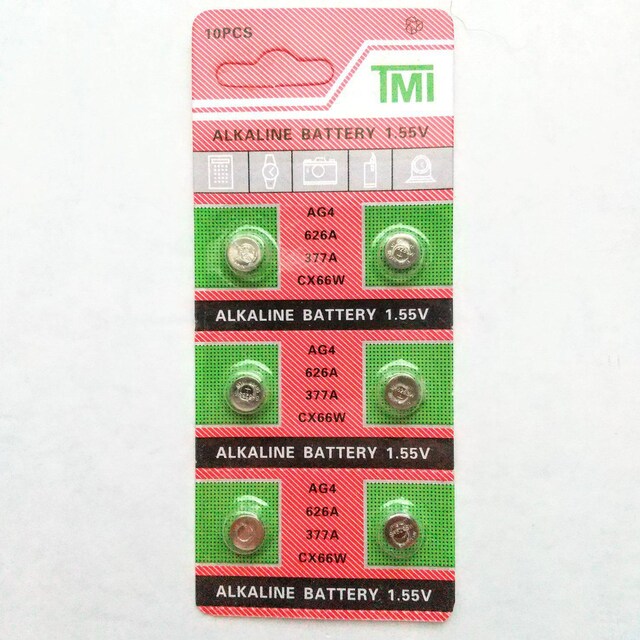 10PCS
TMI
ALKALINE BATTERY 1.55V
AG4
626A
377A
CX66W
ALKALINE BATTERY 1.55V
AG4
626A
377A
CX66W
ALKALINE BATTERY 1.55V
AG4
626A
377A
CX66W
ALKALINE BATTERY 1.55V